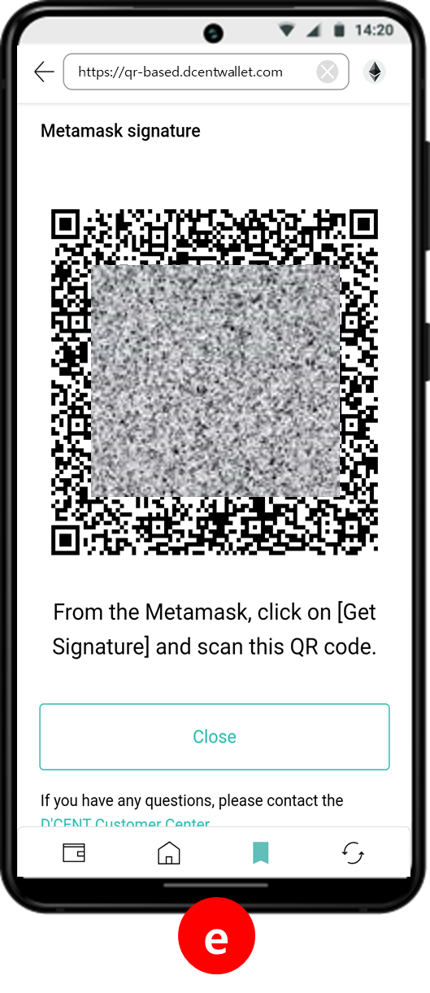 14:20
https://qr-based.dcentwallet.com
Metamask signature
From the Metamask, click on [Get
Signature] and scan this QR code.
Close
If you have any questions, please contact the
D'CENT Customer Center
e